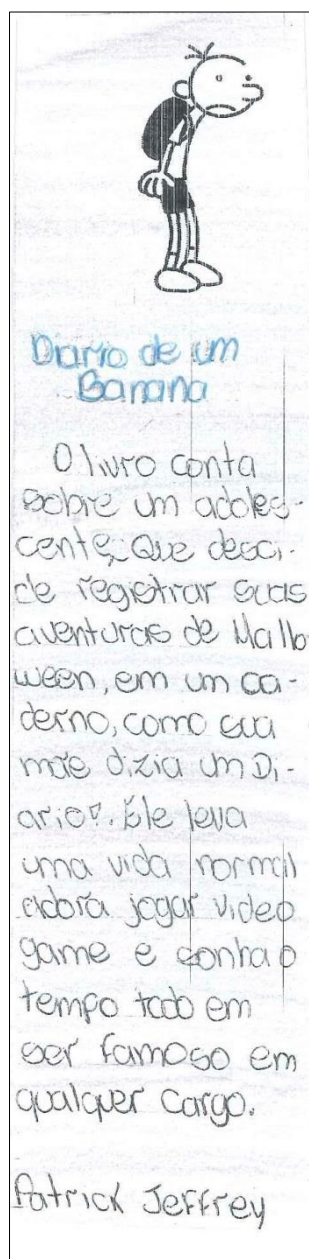 Diario de um
Banana
O livro conta
sobre um adoles-
cente, Que desci-
de registrar suas
aventuras de Hallo
ween, em um ca-
derno, como sua
mãe dizia um Di-
ario". Ele leva
uma vida normal
adora jogar video
game e sonha o
tempo todo em
ser famoso em
qualquer cargo.
Patrick Jeffrey